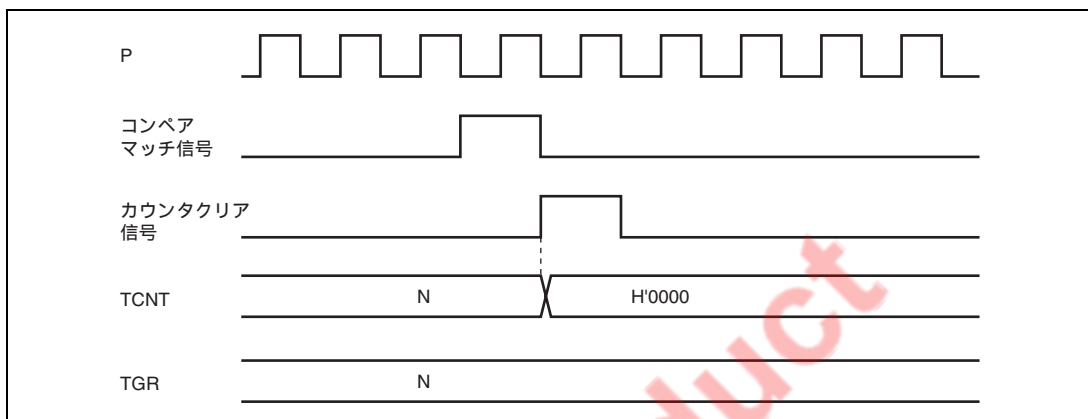 P
コンペア
マッチ信号
カウンタクリア
信号
TCNT N H'0000
TGR N
duct